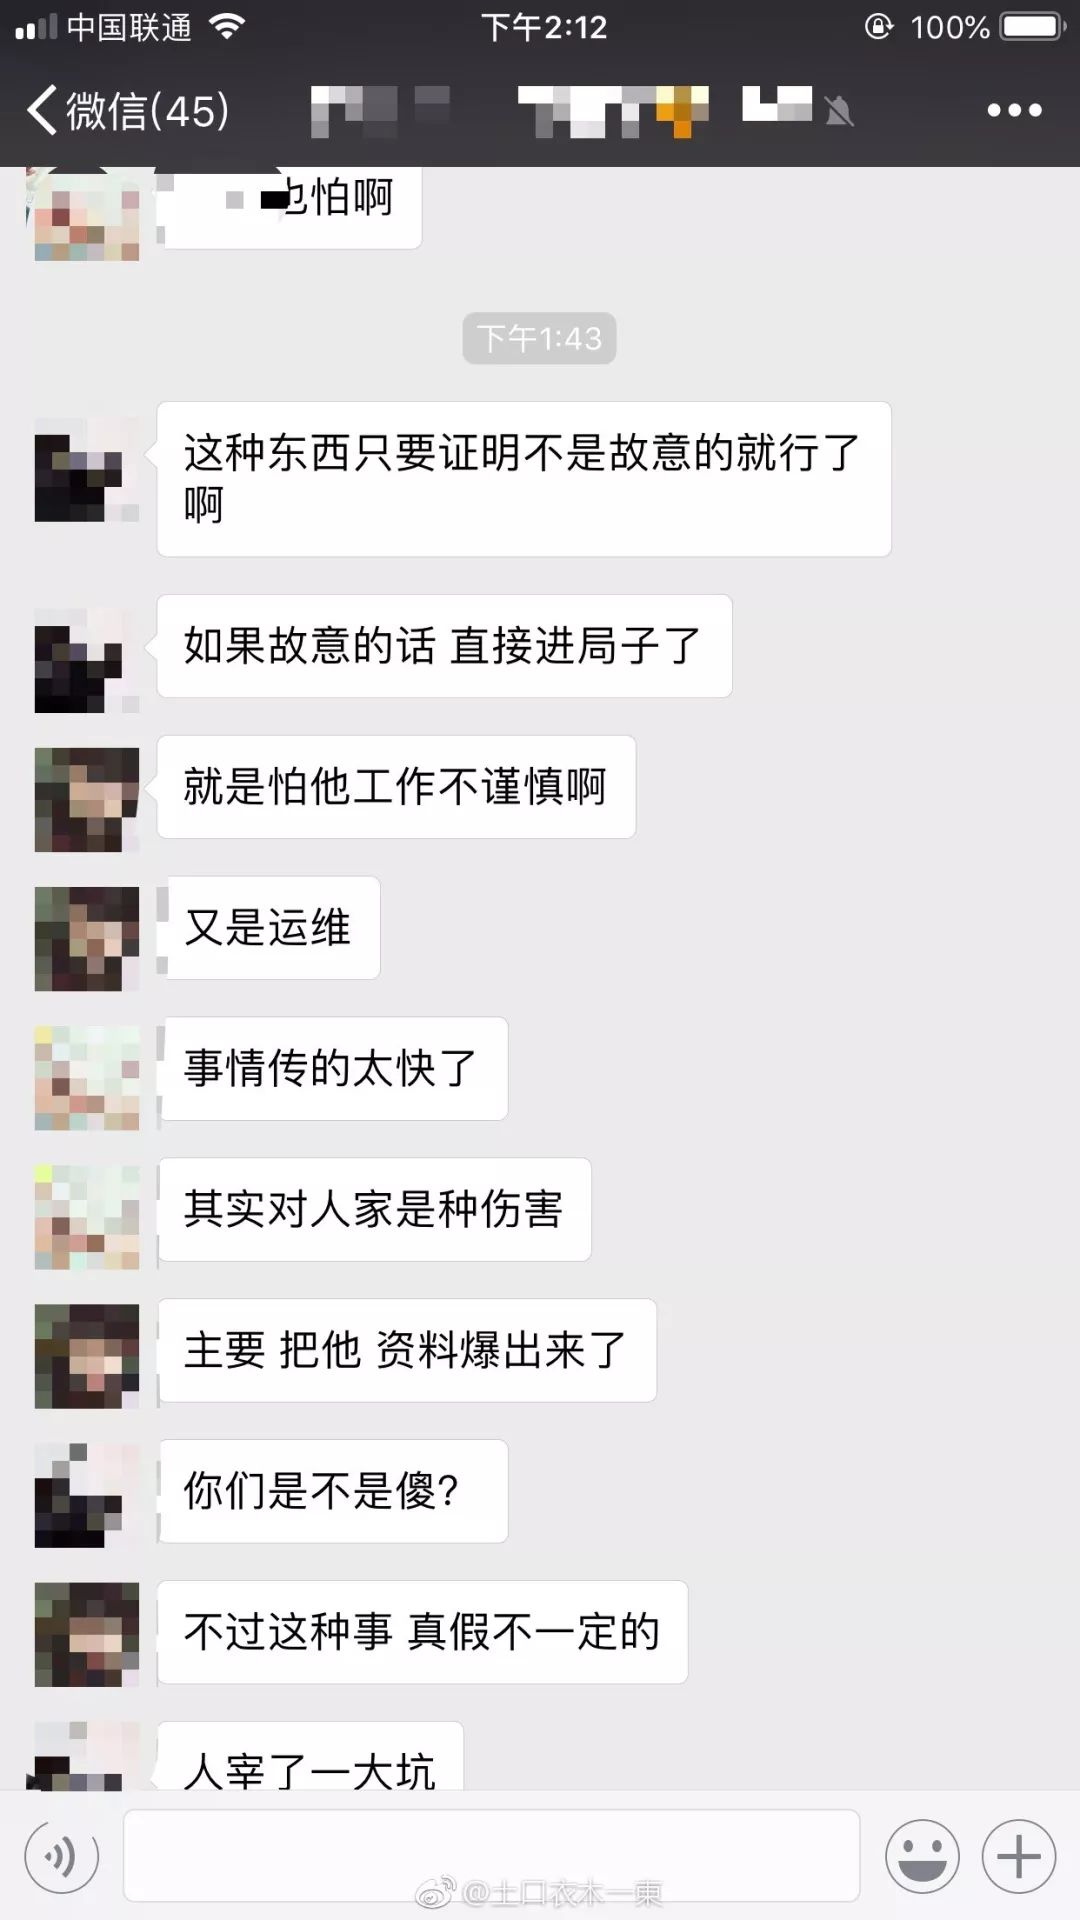 中国联通 下午2:12 100%
微信(45)
也怕啊
下午1:43
这种东西只要证明不是故意的就行了
啊
如果故意的话 直接进局子了
就是怕他工作不谨慎啊
又是运维
事情传的太快了
其实对人家是种伤害
主要 把他 资料爆出来了
你们是不是傻?
不过这种事 真假不一定的
人宰了一大坑
@土口衣木一東